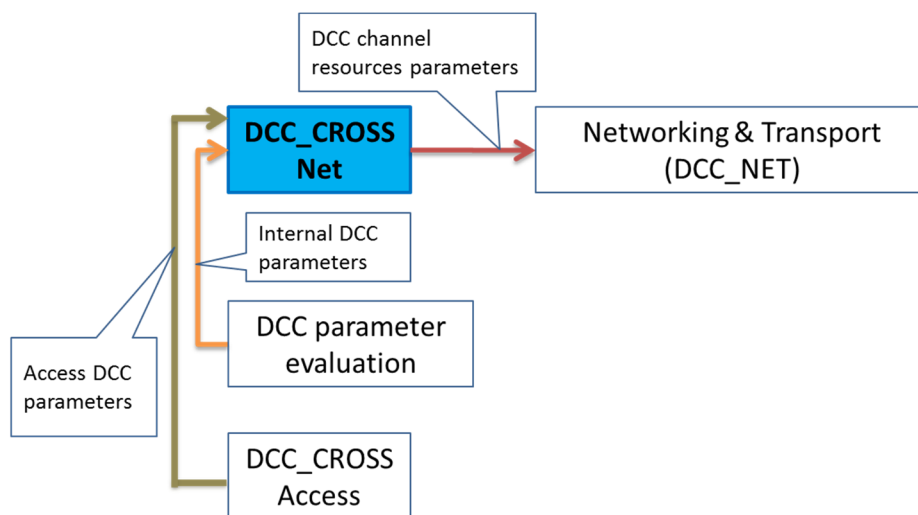 DCC channel
resources parameters
DCC_CROSS
Net
Networking & Transport
(DCC_NET)
Internal DCC
parameters
DCC parameter
evaluation
Access DCC
parameters
DCC_CROSS
Access